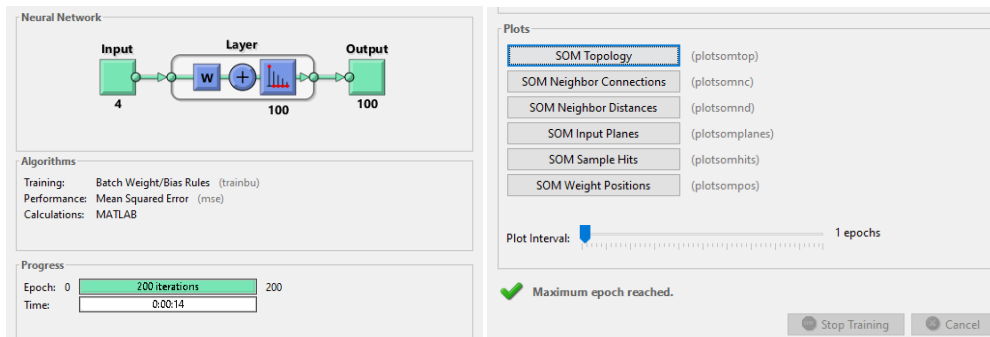 Neural Network
Input
Layer
Output
W
+
4
100
100
Algorithms
Training: Batch Weight/Bias Rules (trainbu)
Performance: Mean Squared Error (mse)
Calculations: MATLAB
Progress
Epoch: 0 200 iterations 200
Time: 0:00:14
Plots
SOM Topology (plotsomtop)
SOM Neighbor Connections (plotsomnc)
SOM Neighbor Distances (plotsomnd)
SOM Input Planes (plotsomplanes)
SOM Sample Hits (plotsomhits)
SOM Weight Positions (plotsompos)
Plot Interval: 1 epochs
Maximum epoch reached.
Stop Training Cancel